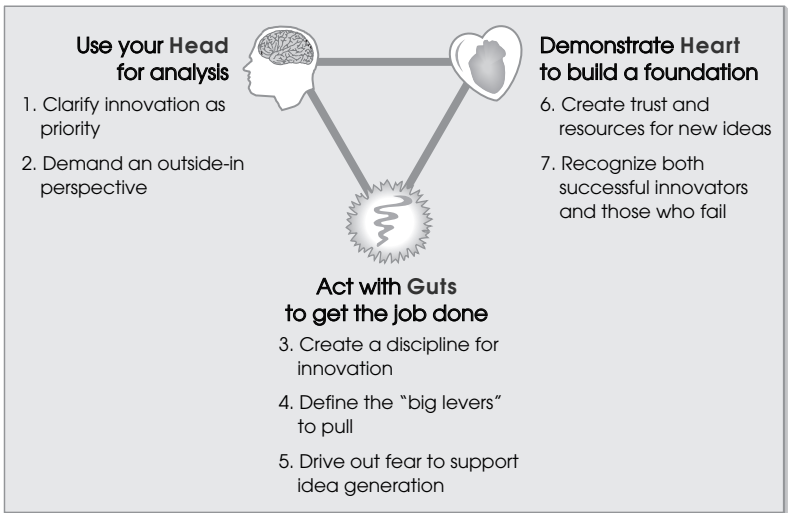 Use your Head
for analysis
1. Clarify innovation as
priority
2. Demand an outside-in
perspective
Demonstrate Heart
to build a foundation
6. Create trust and
resources for new ideas
7. Recognize both
successful innovators
and those who fail
Act with Guts
to get the job done
3. Create a discipline for
innovation
4. Define the “big levers”
to pull
5. Drive out fear to support
idea generation